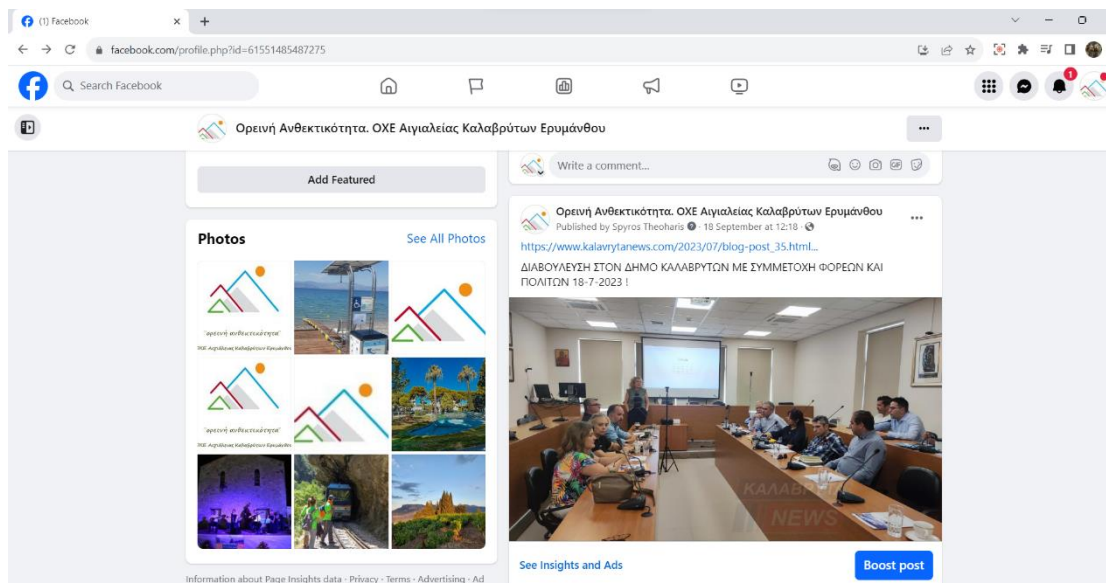 (1) Facebook
facebook.com/profile.php?id=61551485487275
Search Facebook
1
Ορεινή Ανθεκτικότητα. ΟΧΕ Αιγιαλείας Καλαβρύτων Ερυμάνθου
Add Featured
Photos
See All Photos
"ορεινή ανθεκτικότητα"
ΟΧΕ Αιγιάλειας Καλαβρύτων Ερυμάνθου
"ορεινή ανθεκτικότητα"
ΟΧΕ Αιγιάλειας Καλαβρύτων Ερυμάνθου
Information about Page Insights data · Privacy · Terms · Advertising · Ad
Write a comment...
GIF
Ορεινή Ανθεκτικότητα. ΟΧΕ Αιγιαλείας Καλαβρύτων Ερυμάνθου
Published by Spyros Theoharis · 18 September at 12:18 ·
https://www.kalavrytanews.com/2023/07/blog-post_35.html...
ΔΙΑΒΟΥΛΕΥΣΗ ΣΤΟΝ ΔΗΜΟ ΚΑΛΑΒΡΥΤΩΝ ΜΕ ΣΥΜΜΕΤΟΧΗ ΦΟΡΕΩΝ ΚΑΙ
ΠΟΛΙΤΩΝ 18-7-2023 !
NEWS
See Insights and Ads
Boost post